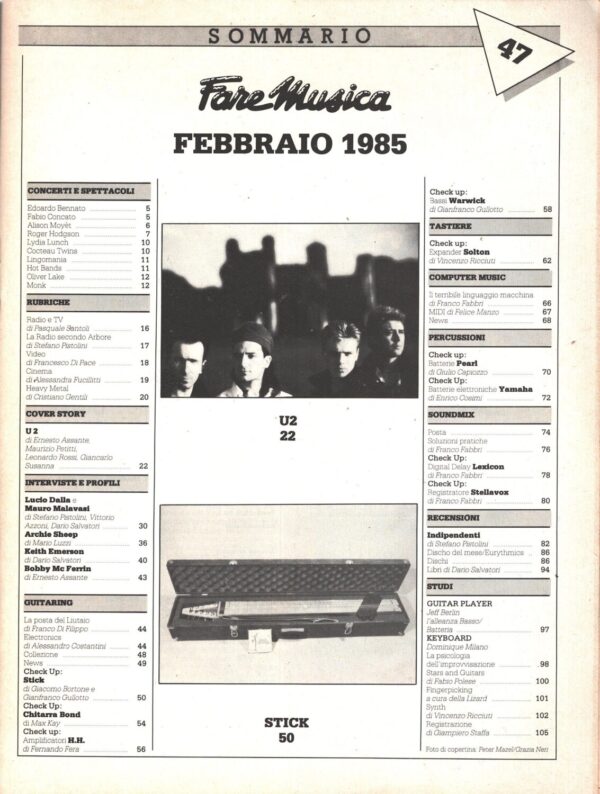 SOMMARIO
47
Fare Musica
FEBBRAIO 1985
CONCERTI E SPETTACOLI
Edoardo Bennato 5
Fabio Concato 5
Alison Moyèt 6
Roger Hodgson 7
Lydia Lunch 10
Cocteau Twins 10
Lingomania 11
Hot Bands 11
Oliver Lake 12
Monk 12
RUBRICHE
Radio e TV
di Pasquale Santoli 16
La Radio secondo Arbore
di Stefano Pistolini 17
Video
di Francesco Di Pace 18
Cinema
di Alessandra Fucilliti 19
Heavy Metal
di Cristiano Gentili 20
COVER STORY
U2
di Ernesto Assante,
Maurizio Petitti,
Leonardo Rossi, Giancarlo
Susanna 22
INTERVISTE E PROFILI
Lucio Dalla e
Mauro Malavasi
di Stefano Pistolini, Vittorio
Azzoni, Dario Salvatori 30
Archie Sheep
di Mario Luzzi 36
Keith Emerson
di Dario Salvatori 40
Bobby Mc Ferrin
di Ernesto Assante 43
GUITARING
La posta del Liutaio
di Franco Di Filippo 44
Electronics
di Alessandro Costantini 44
Collezione 48
News 49
Check Up:
Stick
di Giacomo Bortone e
Gianfranco Gullotto 50
Check Up:
Chitarra Bond
di Max Kay 54
Check up:
Amplificatori H.H.
di Fernando Fera 56
U2
22
STICK
50
Check up:
Bassi Warwick
di Gianfranco Gullotto 58
TASTIERE
Check up:
Expander Solton
di Vincenzo Ricciuti 62
COMPUTER MUSIC
Il terribile linguaggio macchina
di Franco Fabbri 66
MIDI di Felice Manzo 67
News 68
PERCUSSIONI
Check up:
Batterie Pearl
di Giulio Capiozzo 70
Check Up:
Batterie elettroniche Yamaha
di Enrico Cosimi 72
SOUNDMIX
Posta 74
Soluzioni pratiche
di Franco Fabbri 76
Check Up:
Digital Delay Lexicon
di Franco Fabbri 78
Check Up:
Registratore Stellavox
di Franco Fabbri 80
RECENSIONI
Indipendenti
di Stefano Pistolini 82
Discho del mese/Eurythmics 86
Dischi 86
Libri di Dario Salvatori 94
STUDI
GUITAR PLAYER
Jeff Berlin
l'alleanza Basso/
Batteria 97
KEYBOARD
Dominique Milano
La psicologia
dell'improvvisazione 98
Stars and Guitars
di Fabio Polese 100
Fingerpicking
a cura della Lizard 101
Synth
di Vincenzo Ricciuti 102
Registrazione
di Giampiero Staffa 105
Foto di copertina: Peter Mazel/Grazia Neri